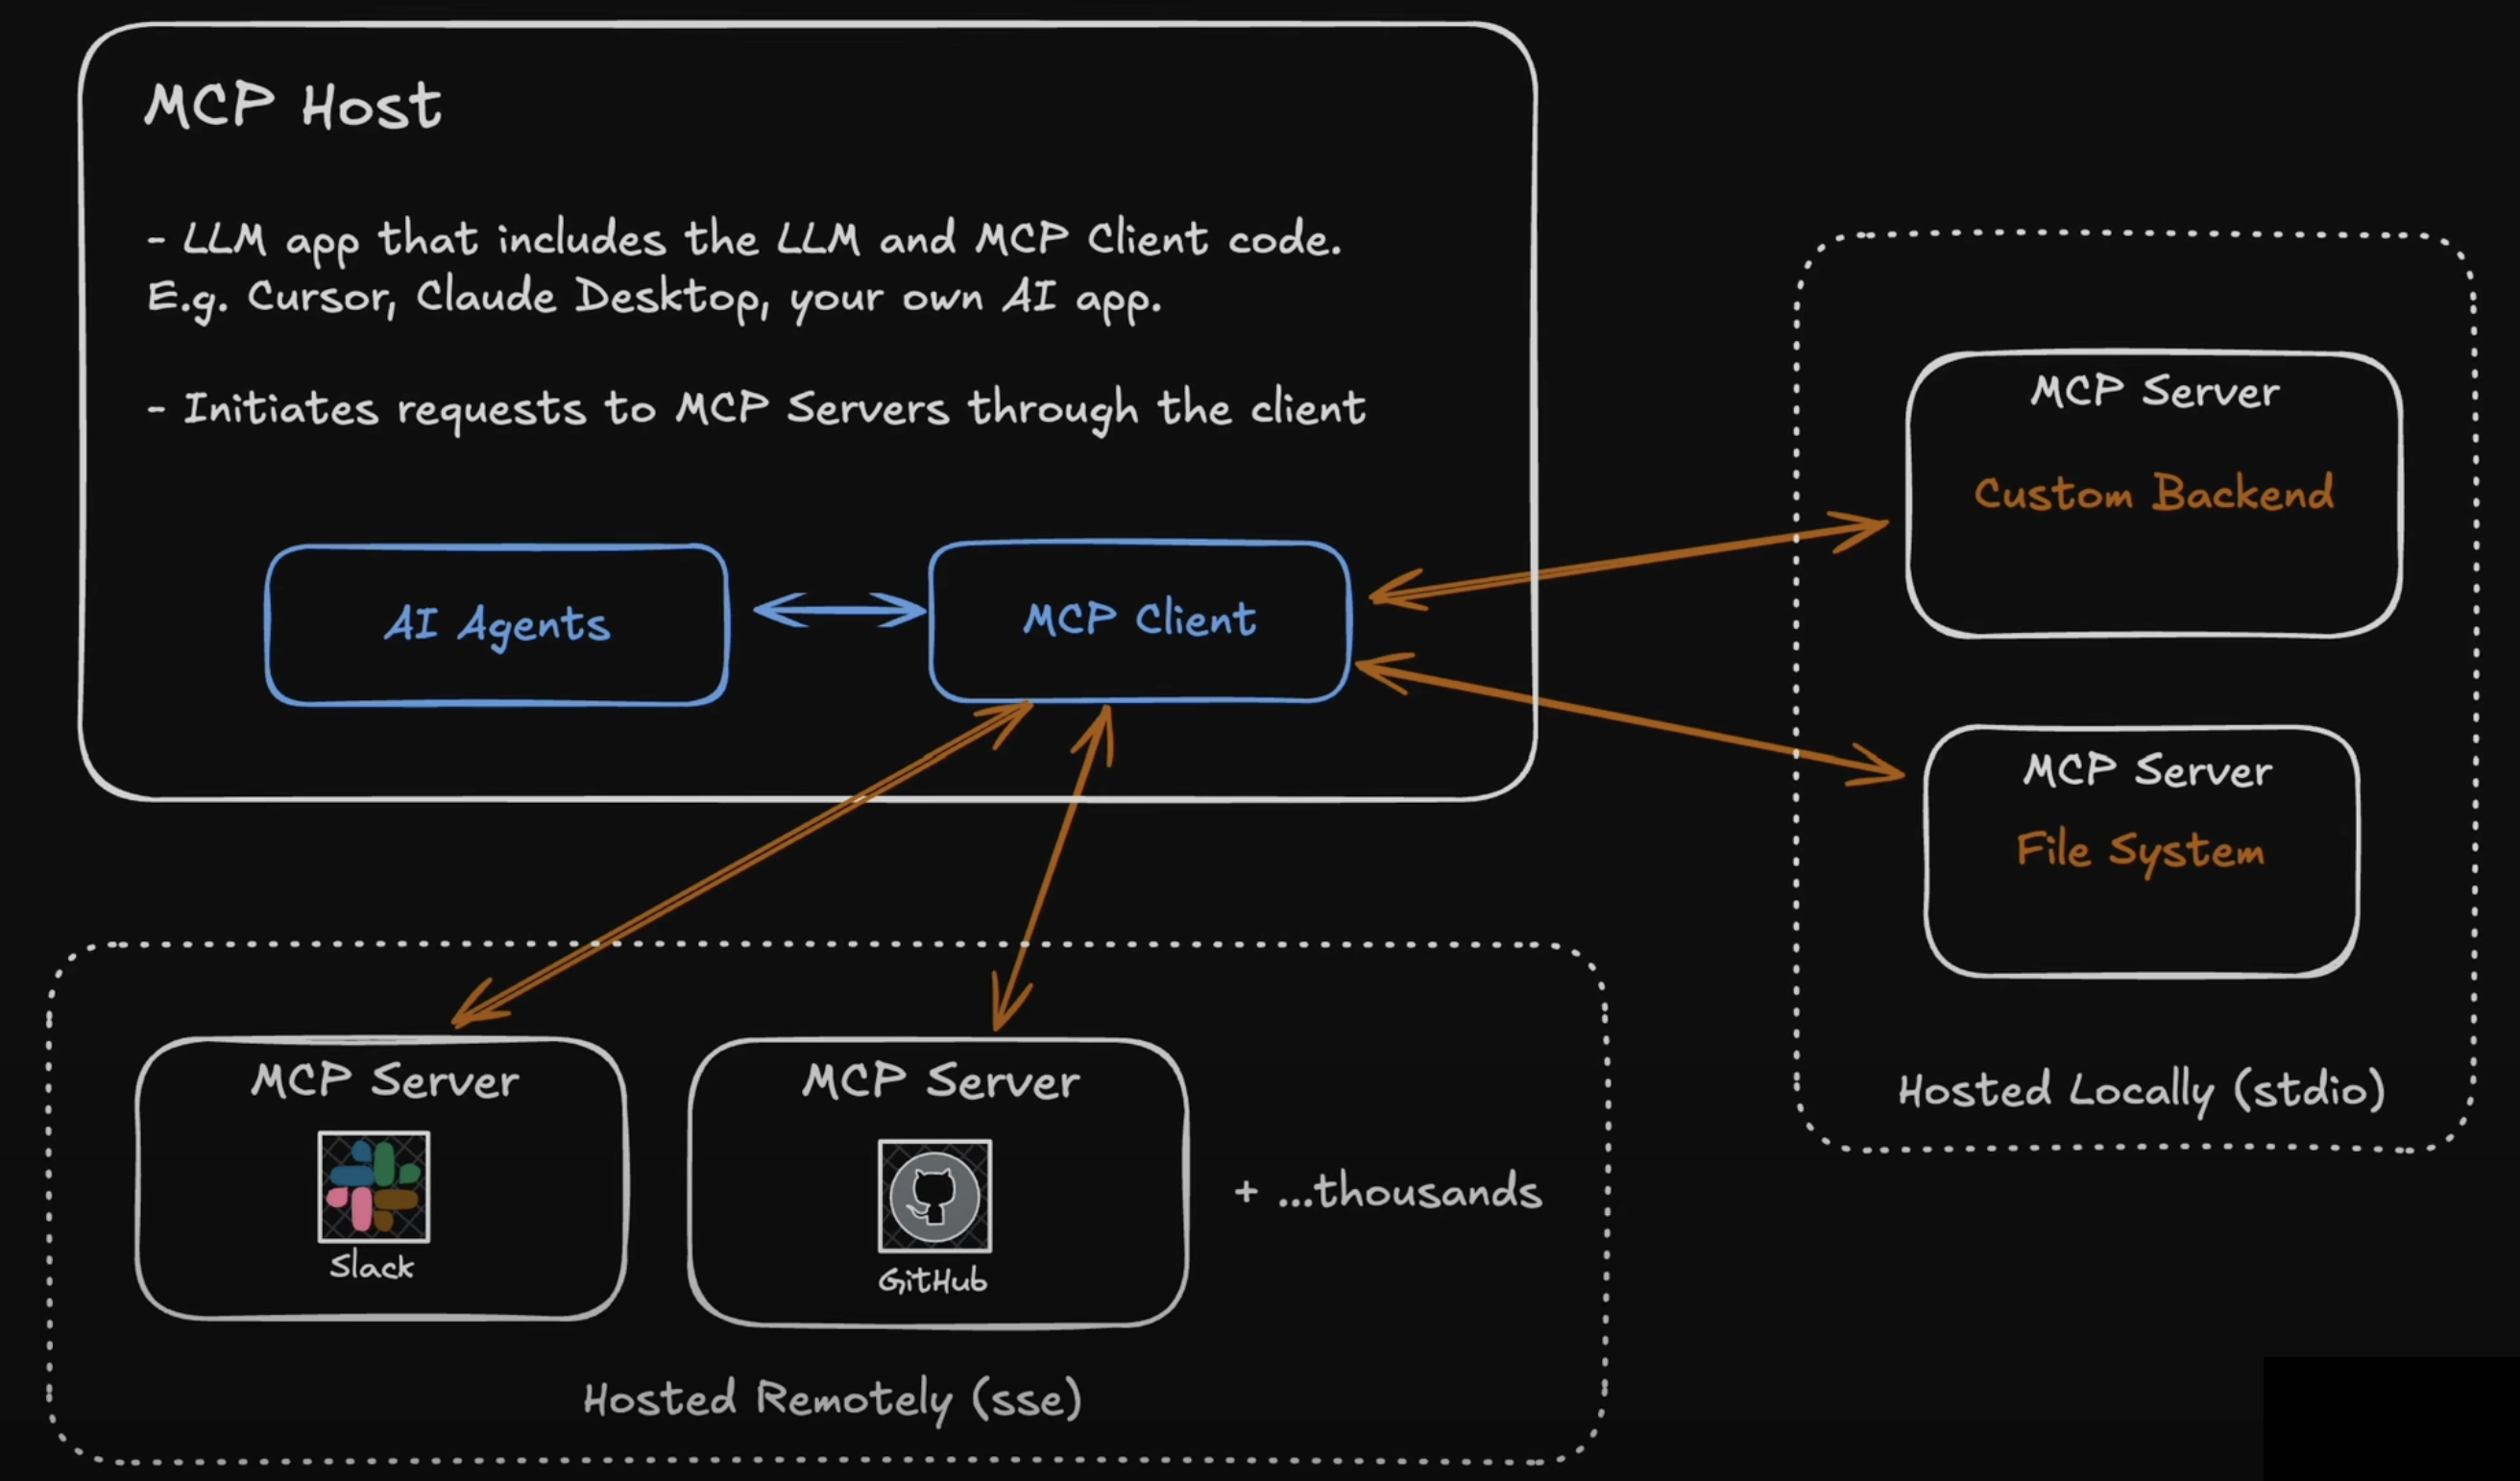 MCP Host
- LLM app that includes the LLM and MCP Client code.
E.g. Cursor, Claude Desktop, your own AI app.
- Initiates requests to MCP Servers through the client
AI Agents
MCP Client
MCP Server
Custom Backend
MCP Server
File System
Hosted Locally (stdio)
MCP Server
Slack
MCP Server
GitHub
+ ...thousands
Hosted Remotely (sse)